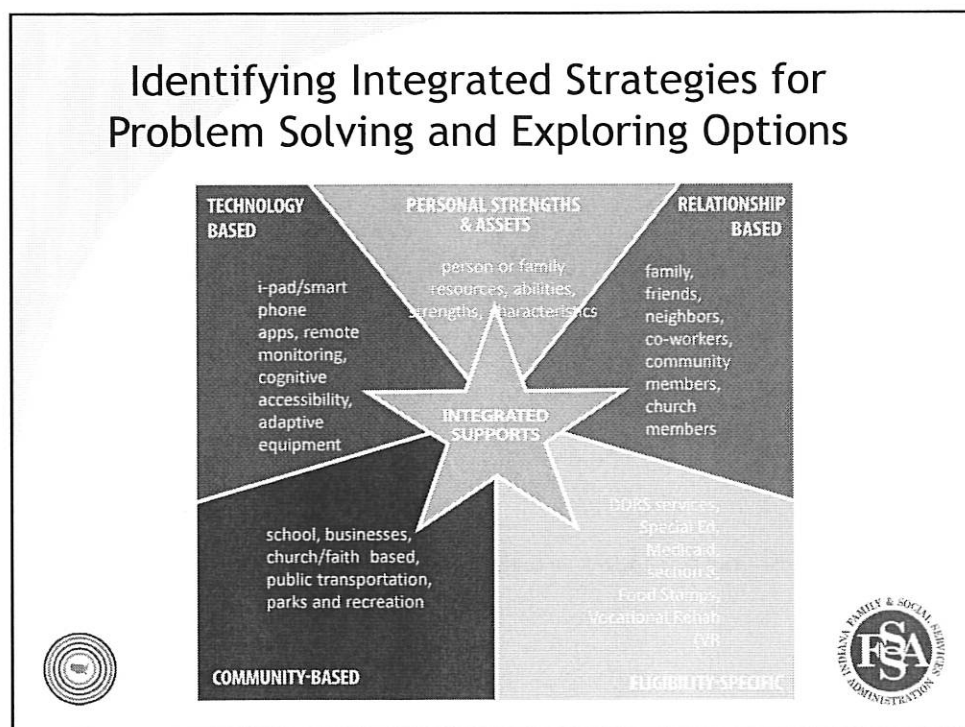 Identifying Integrated Strategies for
Problem Solving and Exploring Options
TECHNOLOGY
BASED
i-pad/smart
phone
apps, remote
monitoring,
cognitive
accessibility,
adaptive
equipment
PERSONAL STRENGTHS
& ASSETS
person or family
resources, abilities,
strengths, characteristics
RELATIONSHIP
BASED
family,
friends,
neighbors,
co-workers,
community
members,
church
members
INTEGRATED
SUPPORTS
school, businesses,
church/faith based,
public transportation,
parks and recreation
COMMUNITY-BASED
services,
Special Ed,
Medicaid,
section 8,
Food Stamps,
Vocational Rehab
(VR
ELIGIBILITY-SPECIFIC
INDIANA FAMILY & SOCIAL SERVICES
ADMINISTRATION
FSSA